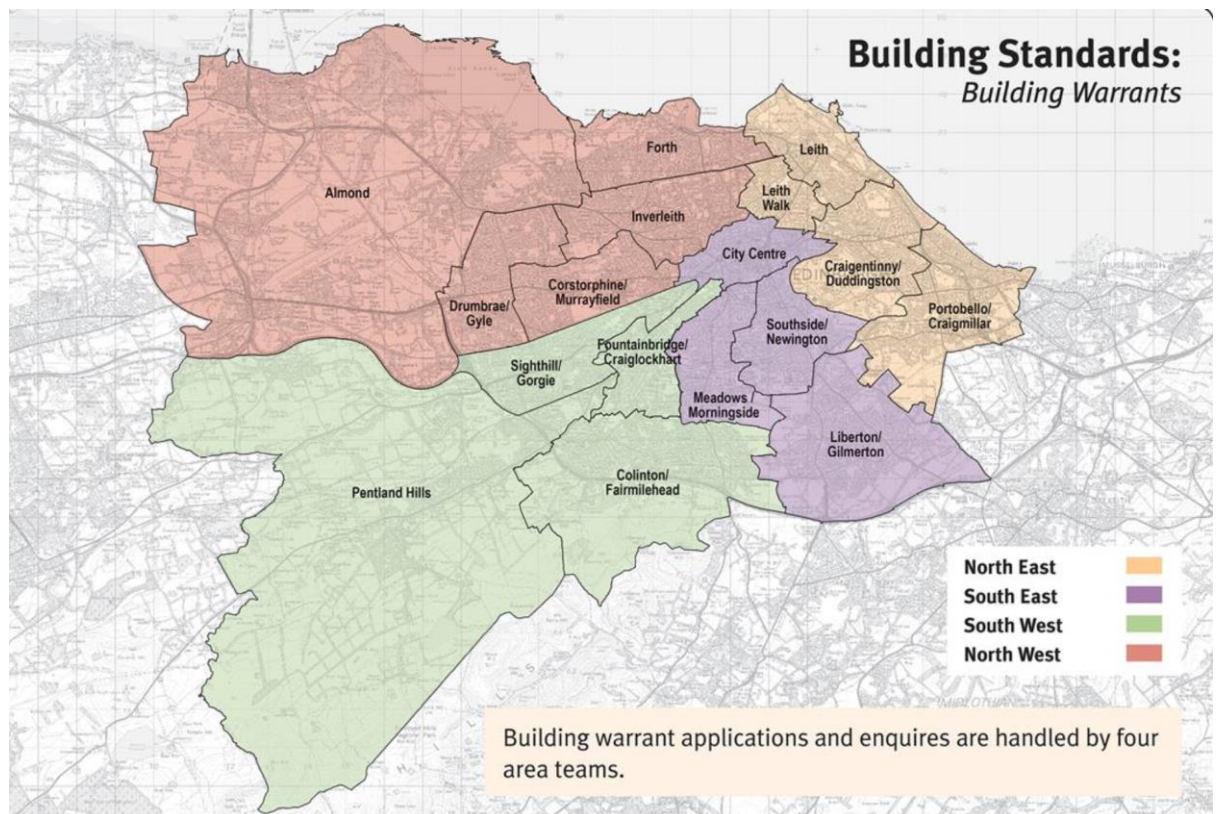 Building Standards:
Building Warrants
Leith
Forth
Almond
Leith
Walk
Inverleith
City Centre
Craigentinny/
Duddingston
Corstorphine/
Murrayfield
Drumbrae/
Gyle
Portobello/
Craigmillar
Southside/
Newington
Fountainbridge/
Craiglockhart
Sighthill/
Gorgie
Meadows /
Morningside
Liberton/
Gilmerton
Colinton/
Fairmilehead
Pentland Hills
North East
South East
South West
North West
Building warrant applications and enquires are handled by four
area teams.